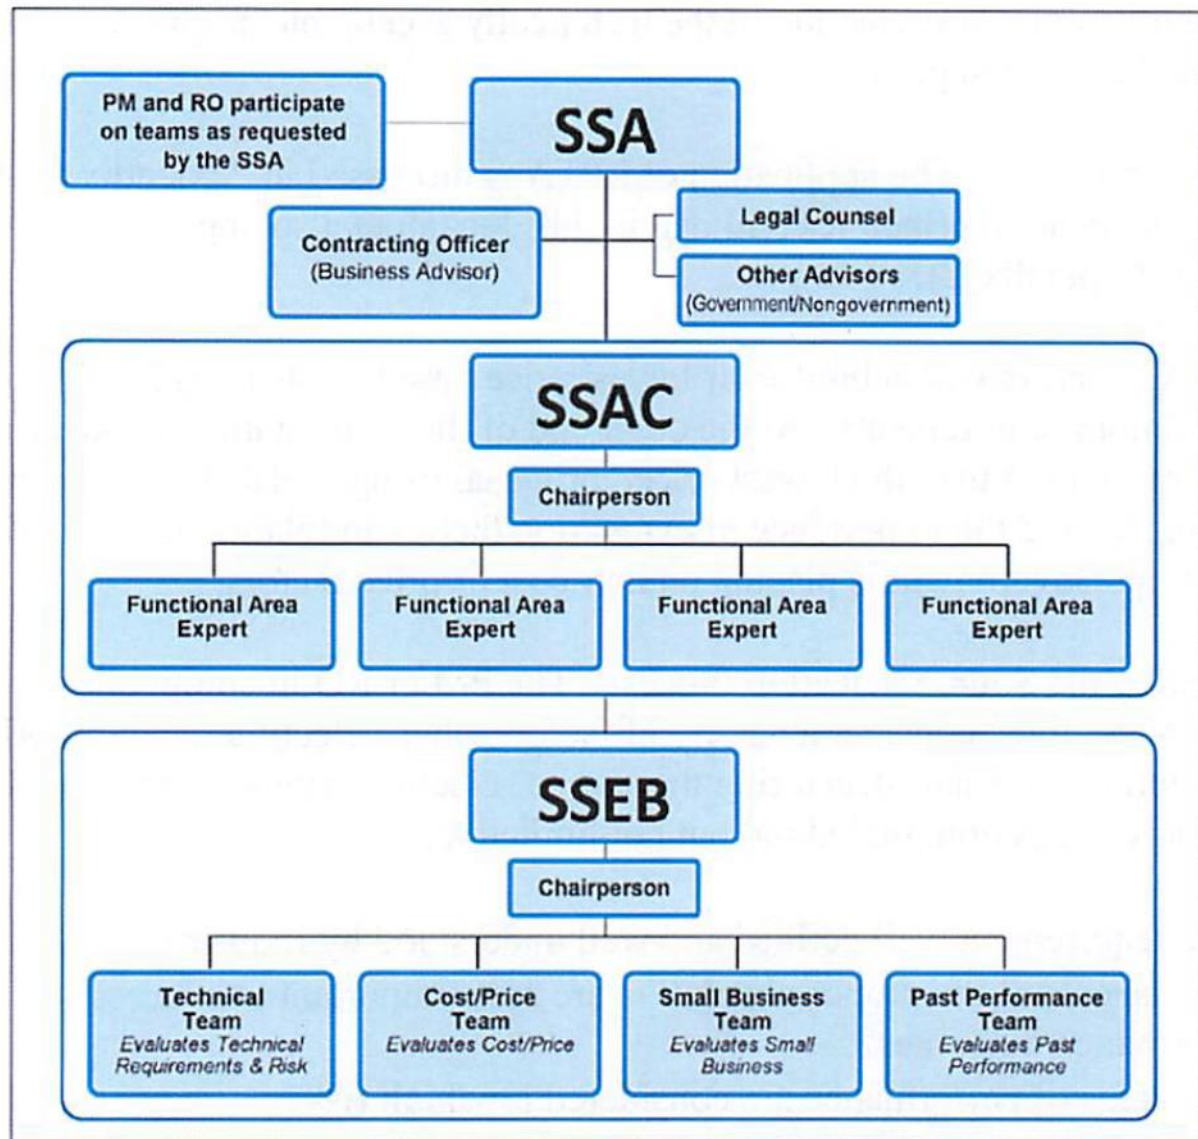 PM and RO participate
on teams as requested
by the SSA
SSA
Contracting Officer
(Business Advisor)
Legal Counsel
Other Advisors
(Government/Nongovernment)
SSAC
Chairperson
Functional Area
Expert
Functional Area
Expert
Functional Area
Expert
Functional Area
Expert
SSEB
Chairperson
Technical
Team
Evaluates Technical
Requirements & Risk
Cost/Price
Team
Evaluates Cost/Price
Small Business
Team
Evaluates Small
Business
Past Performance
Team
Evaluates Past
Performance